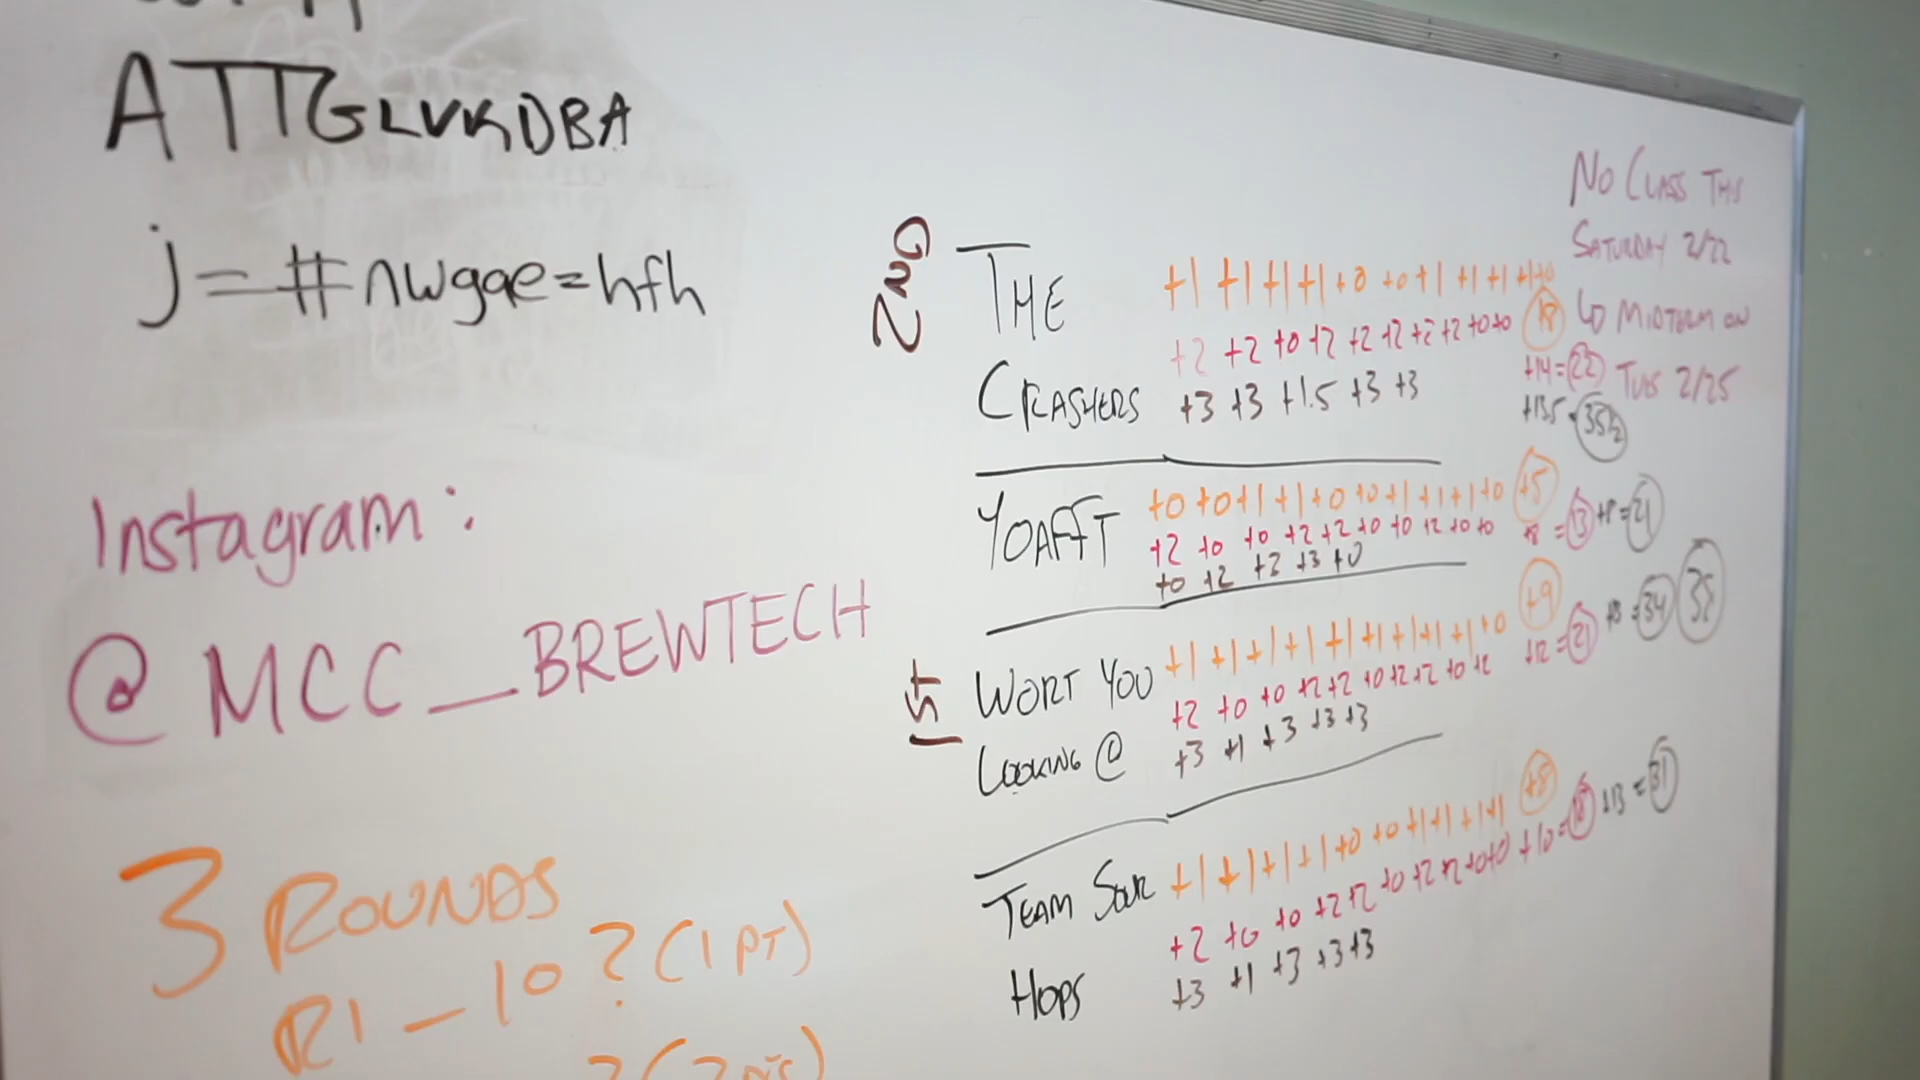 ATTGLVKDBA
j=#nwgae=hfh
Instagram:
@MCC_BREWTECH
3 ROUNDS
R1 – 10 ? (1 PT)
? (2 PTS)
2ND
THE
CRASHERS
+1 +1 +1 +1 +0 +0 +1 +1 +1 +1 +0
+2 +2 +0 +2 +2 +2 +2 +2 +0 +0
+14=22
+3 +3 +1.5 +3 +3
+13.5 = 35½
NO CLASS THIS
SATURDAY 2/22
↳ MIDTERM ON
TUES 2/25
YOAFFT
+0 +0 +1 +1 +0 +0 +1 +1 +1 +0 +5
+2 +0 +0 +2 +2 +0 +0 +2 +0 +0 +8 = 13 +8 = 21
+0 +2 +3 +3 +0
1ST
WORT YOU
LOOKING @
+1 +1 +1 +1 +1 +1 +1 +1 +1 +0 +9
+2 +0 +0 +2 +2 +0 +2 +2 +0 +2 +12 = 21 +13 = 34
+3 +1 +3 +3 +3
TEAM SOUR
HOPS
+1 +1 +1 +1 +0 +0 +1 +1 +1 +1 +8
+2 +0 +0 +2 +2 +0 +2 +2 +0 +0 +10 = 18 +13 = 31
+3 +1 +3 +3 +3